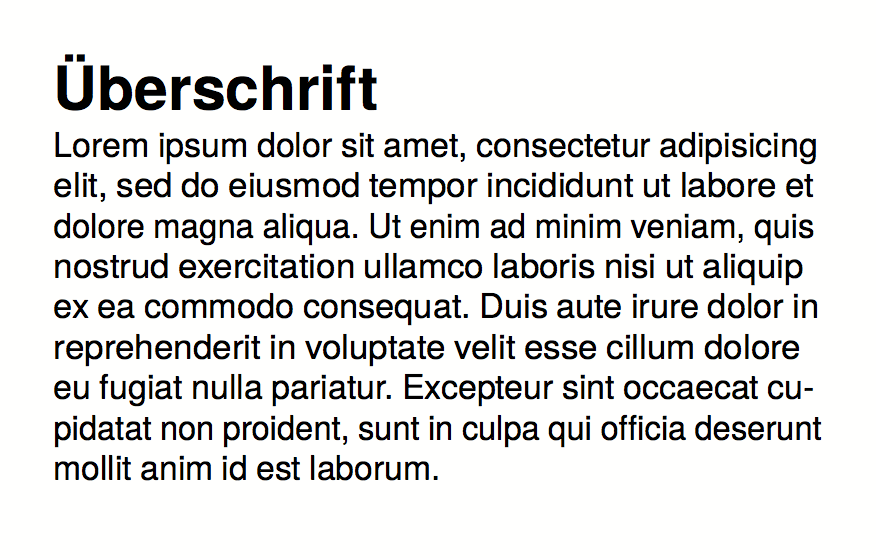 Überschrift
Lorem ipsum dolor sit amet, consectetur adipisicing
elit, sed do eiusmod tempor incididunt ut labore et
dolore magna aliqua. Ut enim ad minim veniam, quis
nostrud exercitation ullamco laboris nisi ut aliquip
ex ea commodo consequat. Duis aute irure dolor in
reprehenderit in voluptate velit esse cillum dolore
eu fugiat nulla pariatur. Excepteur sint occaecat cu-
pidatat non proident, sunt in culpa qui officia deserunt
mollit anim id est laborum.